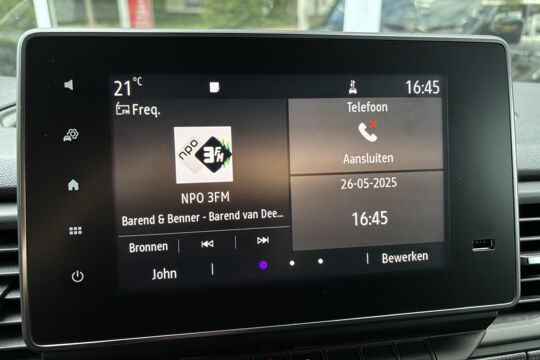 21°C
16:45
FM Freq.
Telefoon
npo 3FM
Aansluiten
NPO 3FM
Barend & Benner - Barend van Dee...
26-05-2025
16:45
Bronnen
John
Bewerken